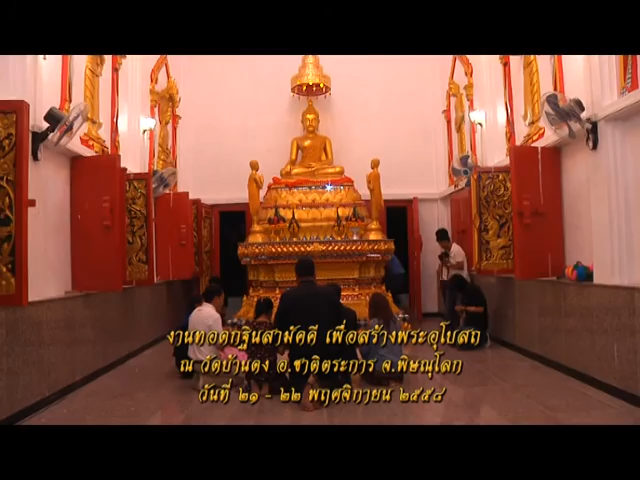 งานทอดกฐินสามัคคี เพื่อสร้างพระอุโบสถ
ณ วัดบ้านดง อ.ชาติตระการ จ.พิษณุโลก
วันที่ ๒๑ - ๒๒ พฤศจิกายน ๒๕๕๘